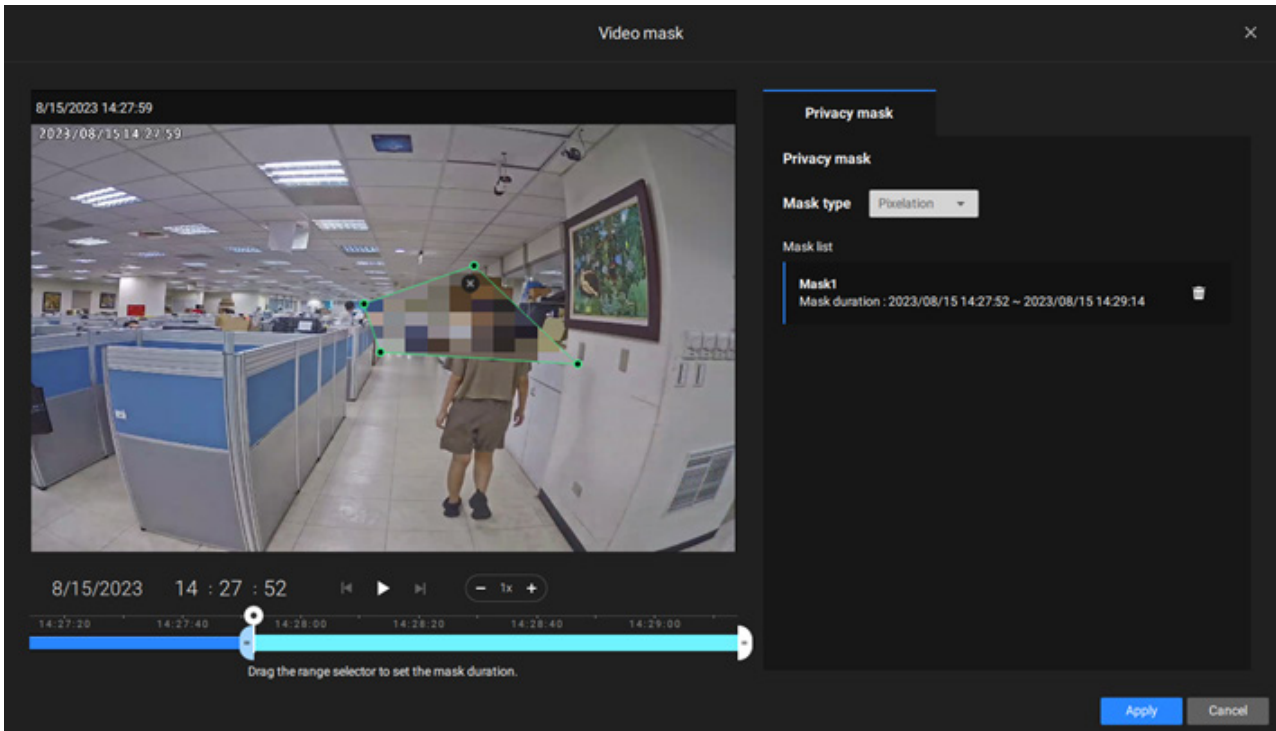 Video mask
8/15/2023 14:27:59
2023/08/15 14:27:59
Privacy mask
Privacy mask
Mask type Pixelation
Mask list
Mask1
Mask duration : 2023/08/15 14:27:52 ~ 2023/08/15 14:29:14
8/15/2023 14 : 27 : 52
1x
14:27:20 14:27:40 14:28:00 14:28:20 14:28:40 14:29:00
Drag the range selector to set the mask duration.
Apply Cancel